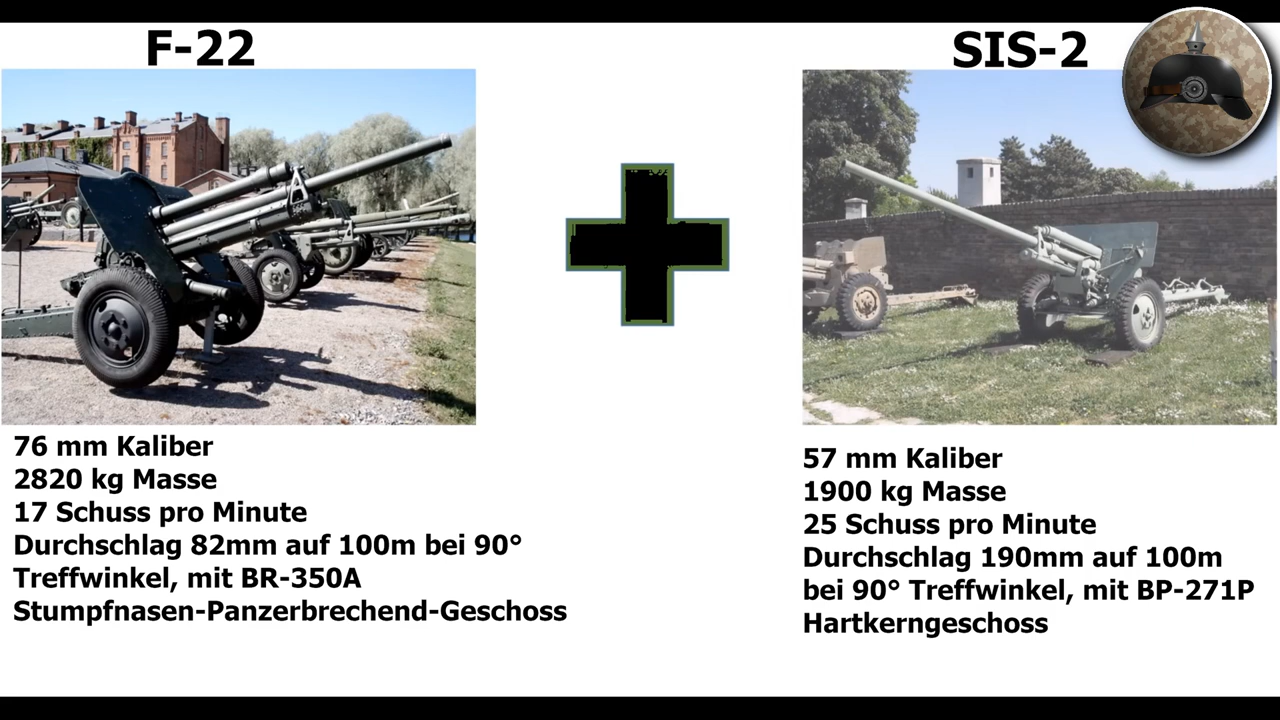 F-22
76 mm Kaliber
2820 kg Masse
17 Schuss pro Minute
Durchschlag 82mm auf 100m bei 90°
Treffwinkel, mit BR-350A
Stumpfnasen-Panzerbrechend-Geschoss
SIS-2
57 mm Kaliber
1900 kg Masse
25 Schuss pro Minute
Durchschlag 190mm auf 100m
bei 90° Treffwinkel, mit BP-271P
Hartkerngeschoss